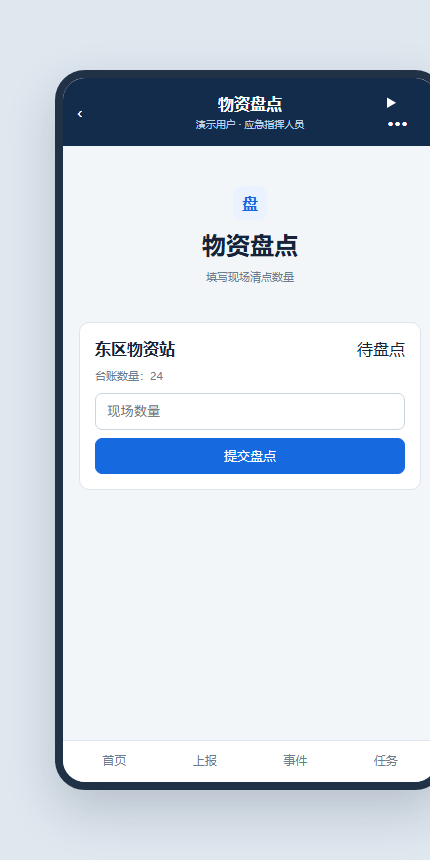 ‹
物资盘点
演示用户 · 应急指挥人员
盘
物资盘点
填写现场清点数量
东区物资站 待盘点
台账数量：24
现场数量
提交盘点
首页 上报 事件 任务